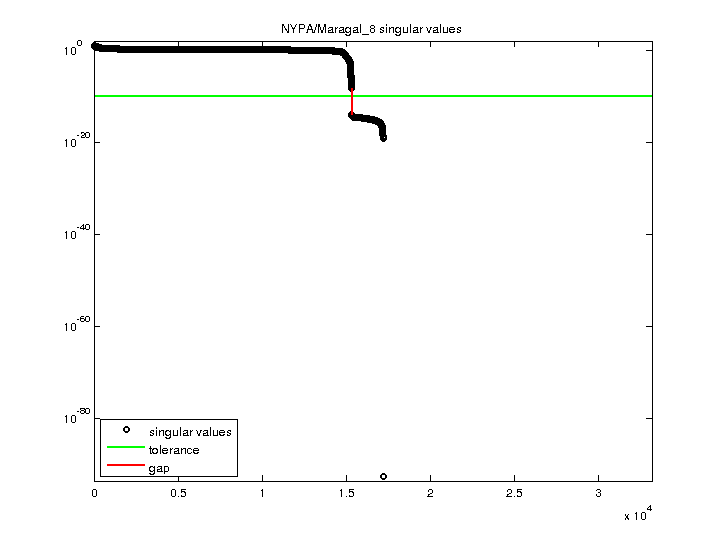 NYPA/Maragal_8 singular values
10^0
10^-20
10^-40
10^-60
10^-80
singular values
tolerance
gap
0 0.5 1 1.5 2 2.5 3
x 10^4